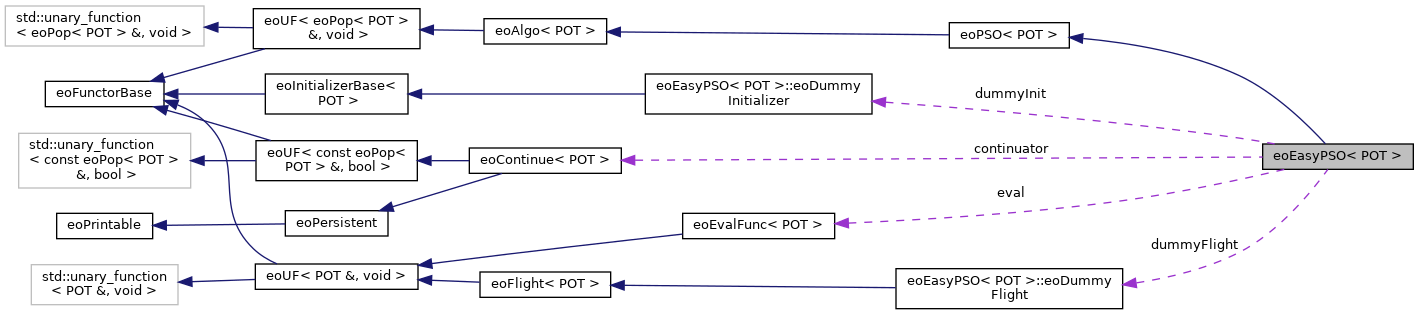 std::unary_function
< eoPop< POT > &, void >
eoUF< eoPop< POT >
&, void >
eoAlgo< POT >
eoPSO< POT >
eoFunctorBase
eoInitializerBase<
POT >
eoEasyPSO< POT >::eoDummy
Initializer
dummyInit
std::unary_function
< const eoPop< POT >
&, bool >
eoUF< const eoPop<
POT > &, bool >
eoContinue< POT >
continuator
eoEasyPSO< POT >
eval
eoPrintable
eoPersistent
eoEvalFunc< POT >
dummyFlight
std::unary_function
< POT &, void >
eoUF< POT &, void >
eoFlight< POT >
eoEasyPSO< POT >::eoDummy
Flight